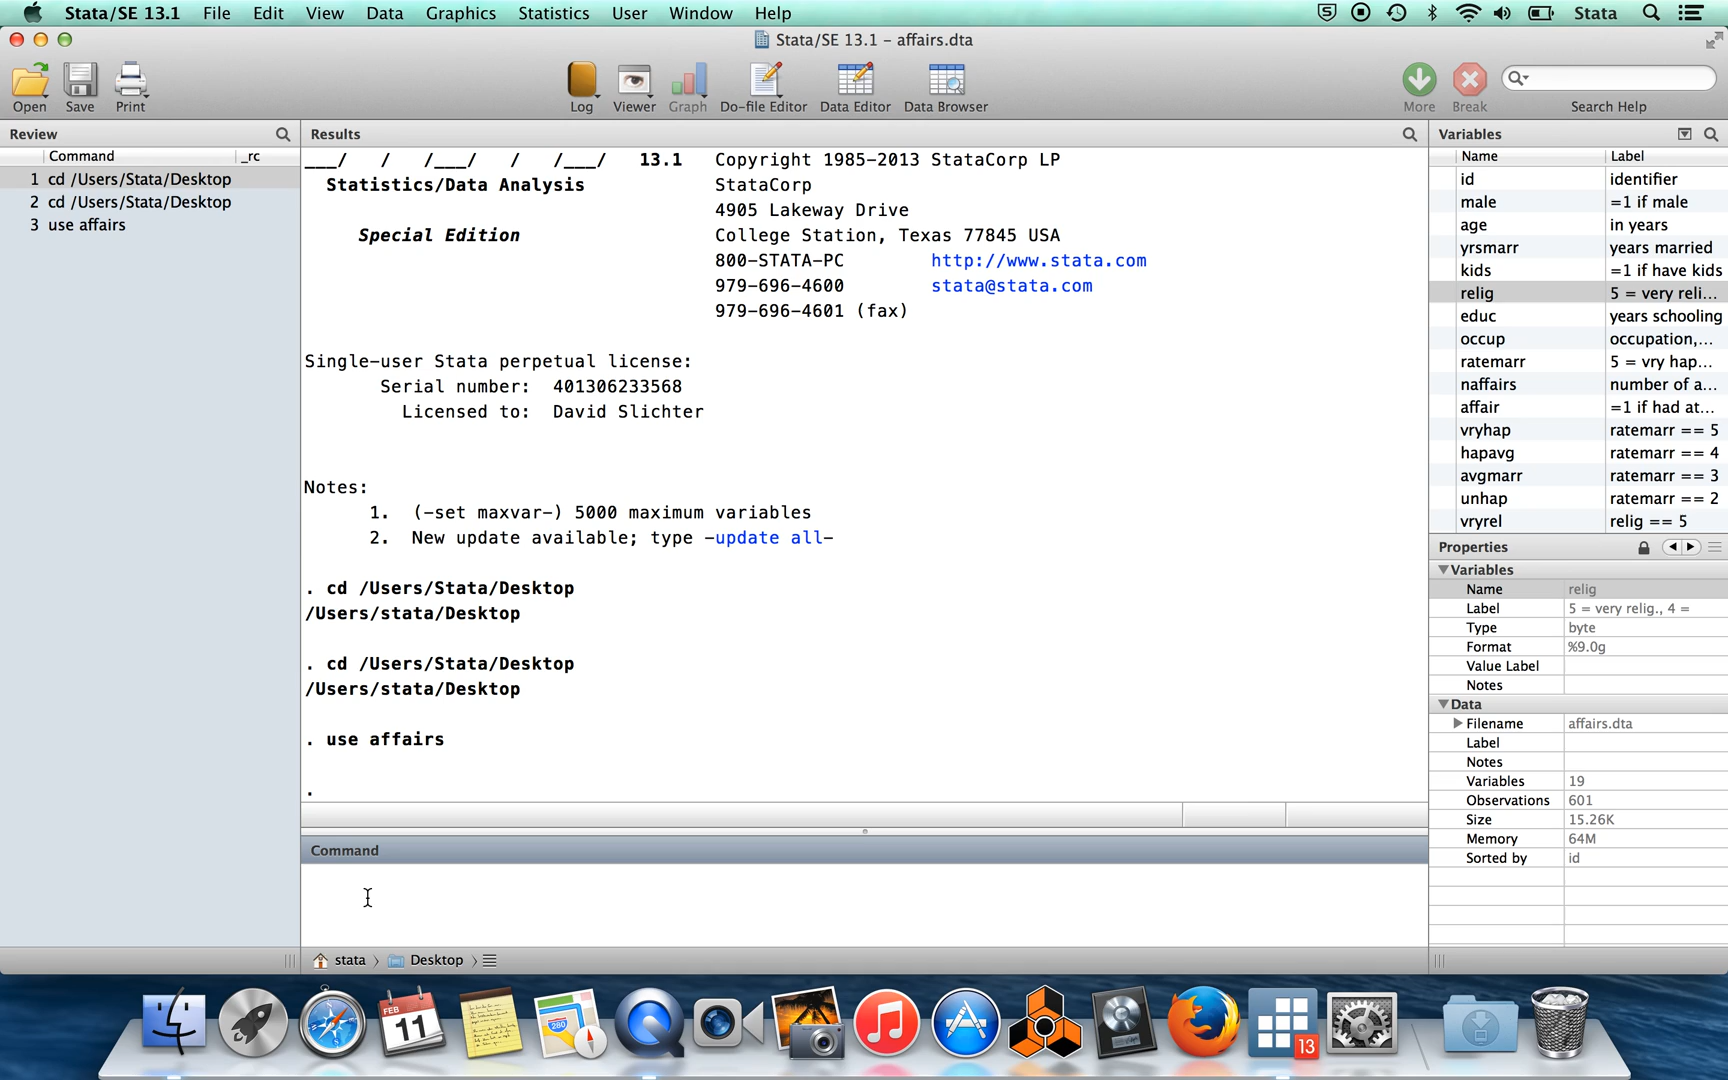 Stata/SE 13.1 File Edit View Data Graphics Statistics User Window Help Stata
Stata/SE 13.1 – affairs.dta
Open Save Print Log Viewer Graph Do-file Editor Data Editor Data Browser More Break Search Help
Review
Command _rc
1 cd /Users/Stata/Desktop
2 cd /Users/Stata/Desktop
3 use affairs
Results
___/ / /___/ / /___/ 13.1 Copyright 1985-2013 StataCorp LP
Statistics/Data Analysis StataCorp
4905 Lakeway Drive
Special Edition College Station, Texas 77845 USA
800-STATA-PC http://www.stata.com
979-696-4600 stata@stata.com
979-696-4601 (fax)
Single-user Stata perpetual license:
Serial number: 401306233568
Licensed to: David Slichter
Notes:
1. (-set maxvar-) 5000 maximum variables
2. New update available; type -update all-
. cd /Users/Stata/Desktop
/Users/stata/Desktop
. cd /Users/Stata/Desktop
/Users/stata/Desktop
. use affairs
.
Command
stata Desktop
Variables
Name Label
id identifier
male =1 if male
age in years
yrsmarr years married
kids =1 if have kids
relig 5 = very reli...
educ years schooling
occup occupation,...
ratemarr 5 = vry hap...
naffairs number of a...
affair =1 if had at...
vryhap ratemarr == 5
hapavg ratemarr == 4
avgmarr ratemarr == 3
unhap ratemarr == 2
vryrel relig == 5
Properties
Variables
Name relig
Label 5 = very relig., 4 =
Type byte
Format %9.0g
Value Label
Notes
Data
Filename affairs.dta
Label
Notes
Variables 19
Observations 601
Size 15.26K
Memory 64M
Sorted by id
FEB
11
280
13